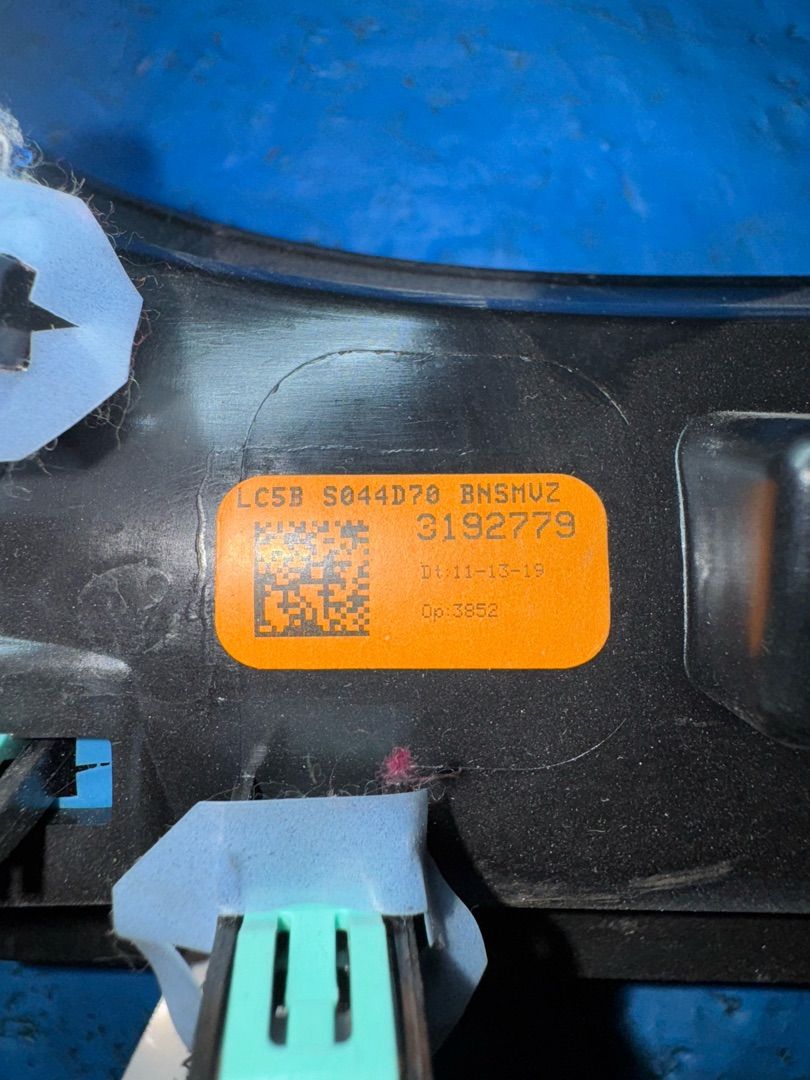 LC5B S044D70 BNSMVZ
3192779
Dt:11-13-19
Op:3852